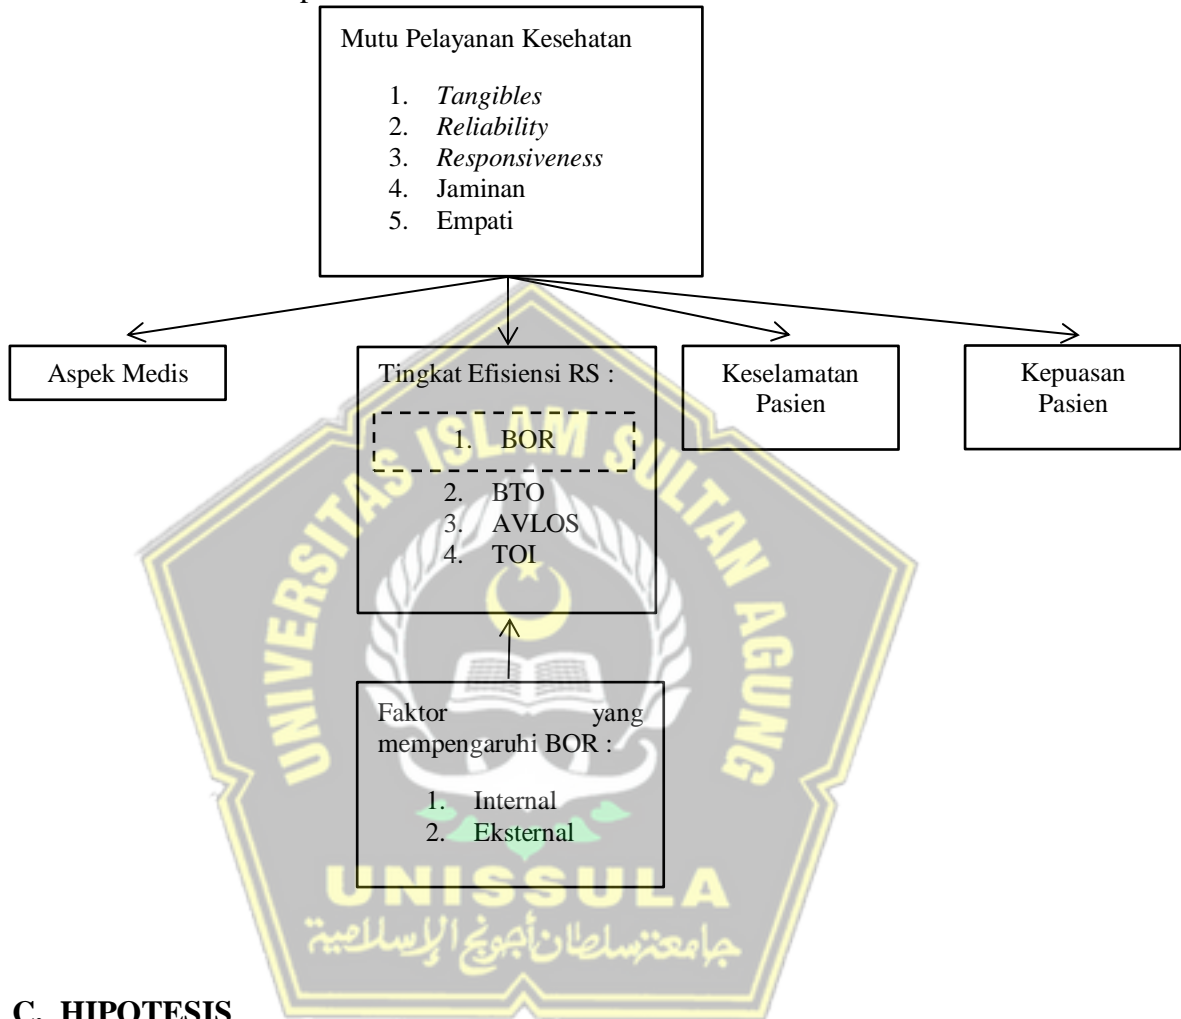 Mutu Pelayanan Kesehatan
1. Tangibles
2. Reliability
3. Responsiveness
4. Jaminan
5. Empati
Aspek Medis
Tingkat Efisiensi RS :
1. BOR
2. BTO
3. AVLOS
4. TOI
Keselamatan
Pasien
Kepuasan
Pasien
Faktor yang
mempengaruhi BOR :
1. Internal
2. Eksternal
UNIVERSITAS ISLAM SULTAN AGUNG
UNISSULA
جامعة سلطان أجونج الإسلامية
C. HIPOTESIS